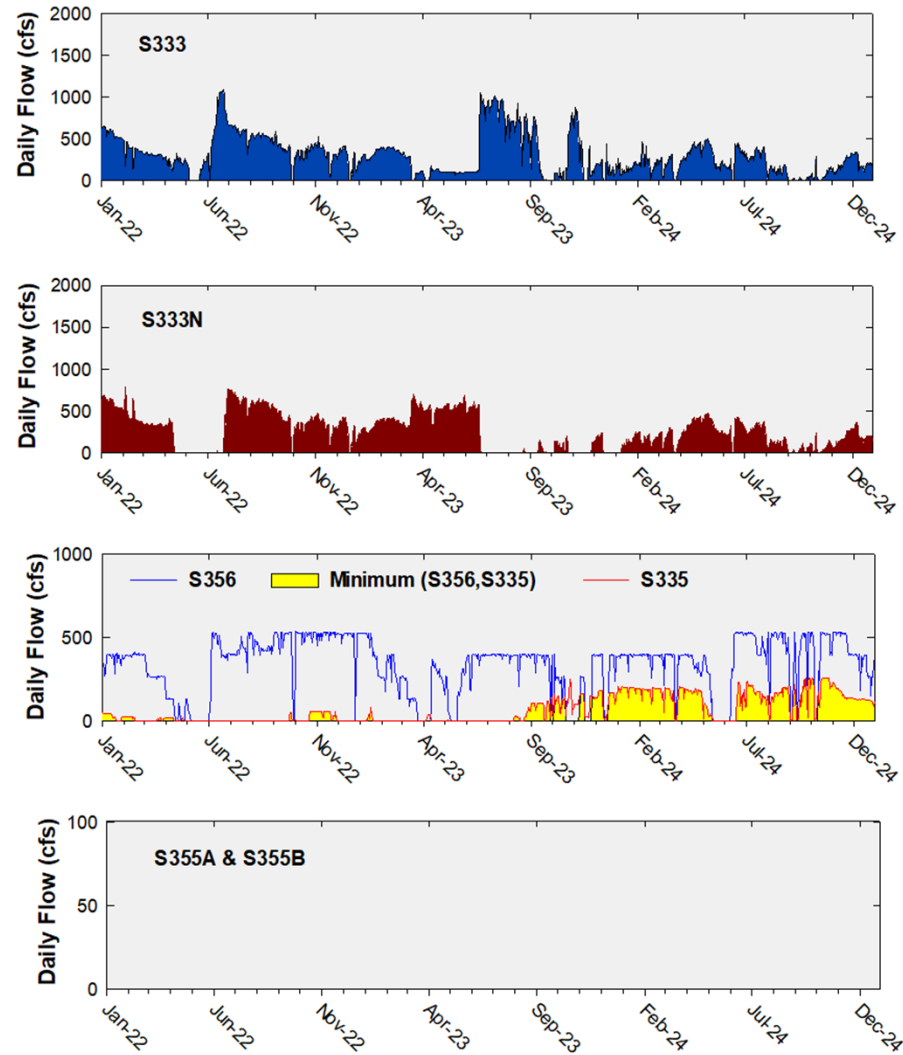 Daily Flow (cfs)
2000
1500
1000
500
0
S333
Jan-22 Jun-22 Nov-22 Apr-23 Sep-23 Feb-24 Jul-24 Dec-24
Daily Flow (cfs)
2000
1500
1000
500
0
S333N
Jan-22 Jun-22 Nov-22 Apr-23 Sep-23 Feb-24 Jul-24 Dec-24
Daily Flow (cfs)
1000
500
0
S356 Minimum (S356,S335) S335
Jan-22 Jun-22 Nov-22 Apr-23 Sep-23 Feb-24 Jul-24 Dec-24
Daily Flow (cfs)
100
50
0
S355A & S355B
Jan-22 Jun-22 Nov-22 Apr-23 Sep-23 Feb-24 Jul-24 Dec-24